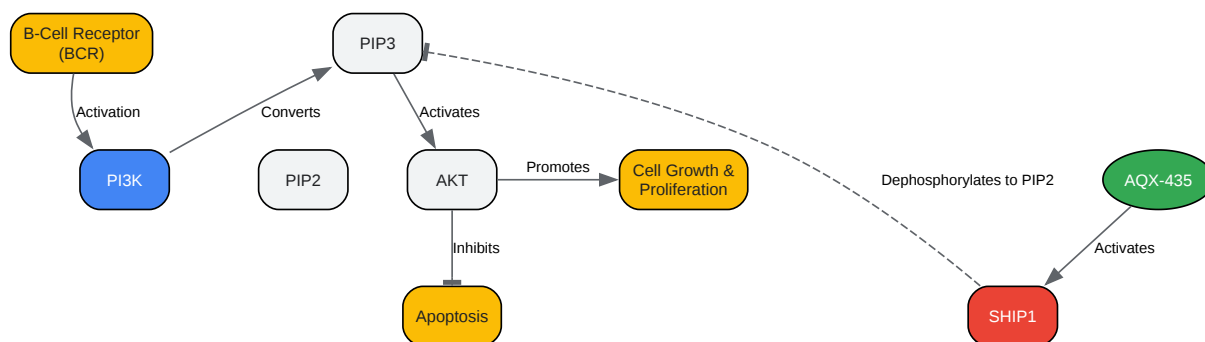 B-Cell Receptor
(BCR)
PIP3
Activation
Converts
Activates
PI3K
PIP2
AKT
Promotes
Cell Growth &
Proliferation
Dephosphorylates to PIP2
AQX-435
Inhibits
Activates
Apoptosis
SHIP1